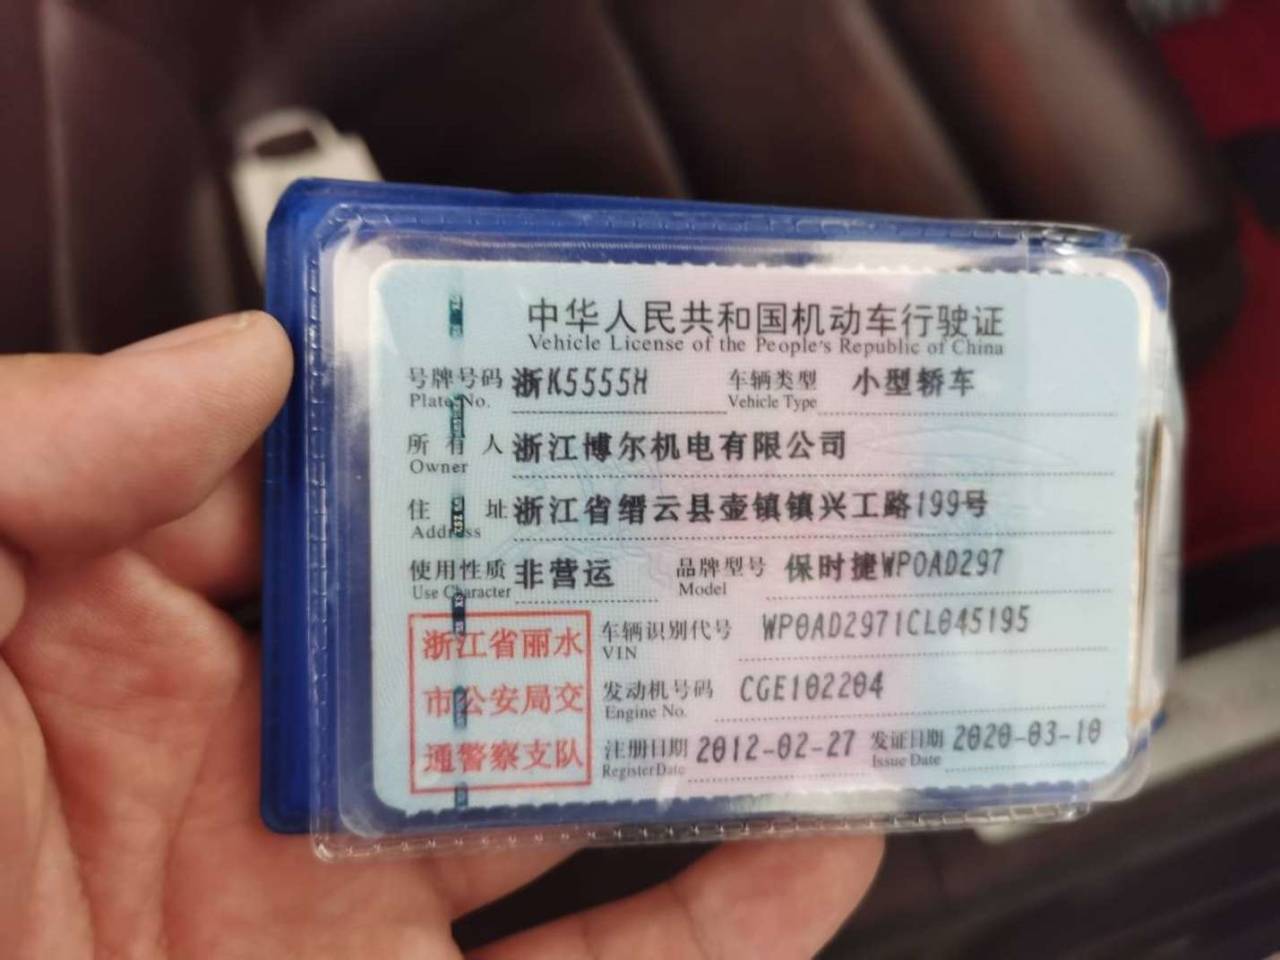 中华人民共和国机动车行驶证
Vehicle License of the People's Republic of China
号牌号码 浙K5555H 车辆类型 小型轿车
Plate No. Vehicle Type
所有人 浙江博尔机电有限公司
Owner
住址 浙江省缙云县壶镇镇兴工路199号
Address
使用性质 非营运 品牌型号 保时捷WP0AD297
Use Character Model
浙江省丽水
市公安局交
通警察支队
车辆识别代号 WP0AD2971CL045195
VIN
发动机号码 CGE102204
Engine No.
注册日期 2012-02-27 发证日期 2020-03-10
Register Date Issue Date